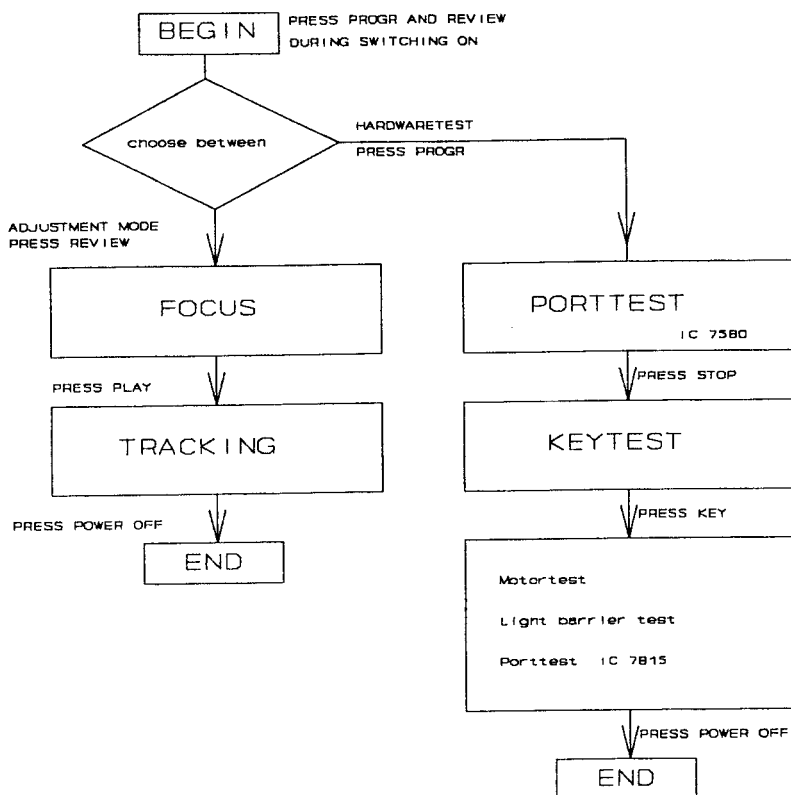 BEGIN
PRESS PROGR AND REVIEW
DURING SWITCHING ON
choose between
HARDWARETEST
PRESS PROGR
ADJUSTMENT MODE
PRESS REVIEW
FOCUS
PORTTEST
IC 7580
PRESS PLAY
PRESS STOP
TRACKING
KEYTEST
PRESS POWER OFF
PRESS KEY
END
Motortest
Light barrier test
Porttest IC 7815
PRESS POWER OFF
END